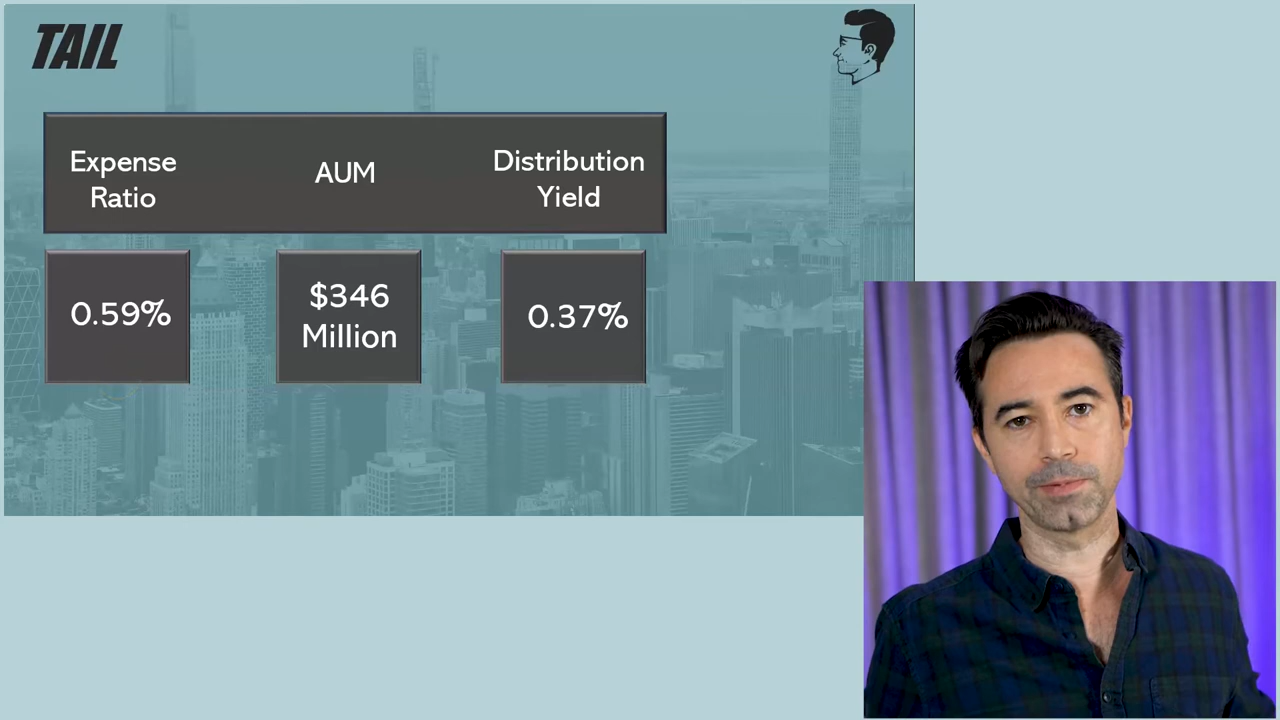 TAIL
Expense
Ratio
AUM
Distribution
Yield
0.59%
$346
Million
0.37%